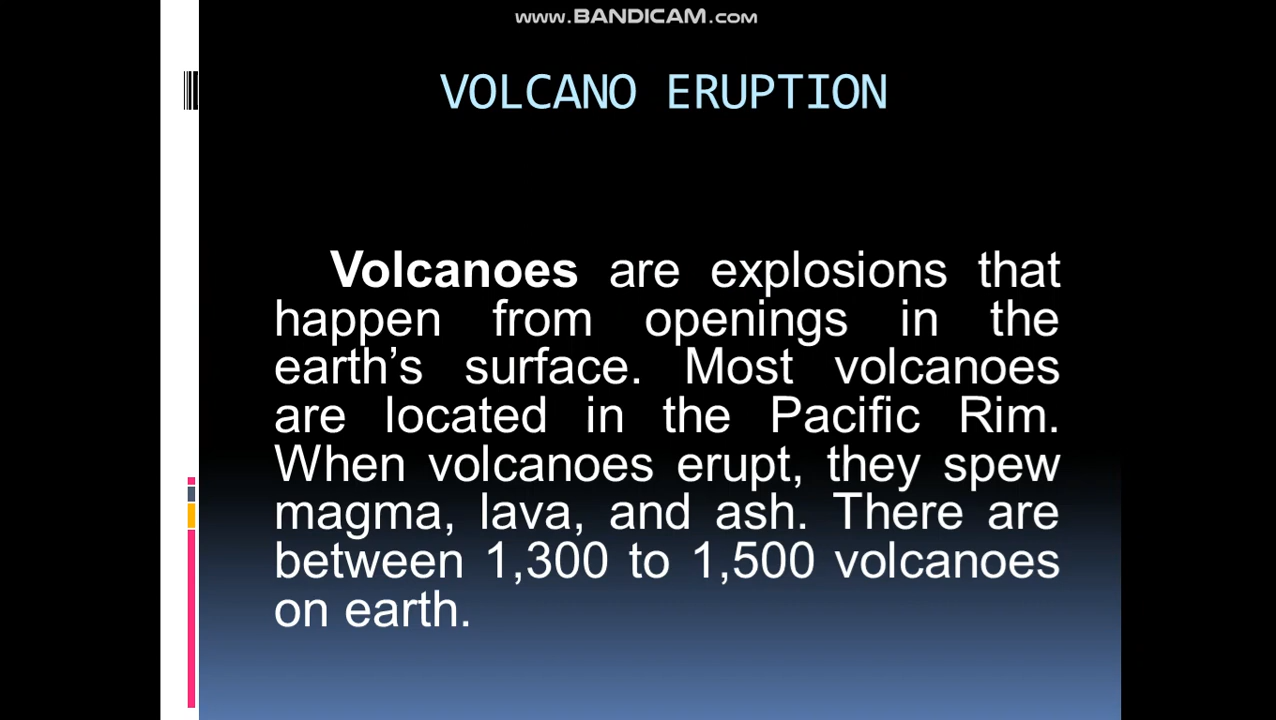 www.BANDICAM.com
VOLCANO ERUPTION
Volcanoes are explosions that
happen from openings in the
earth’s surface. Most volcanoes
are located in the Pacific Rim.
When volcanoes erupt, they spew
magma, lava, and ash. There are
between 1,300 to 1,500 volcanoes
on earth.